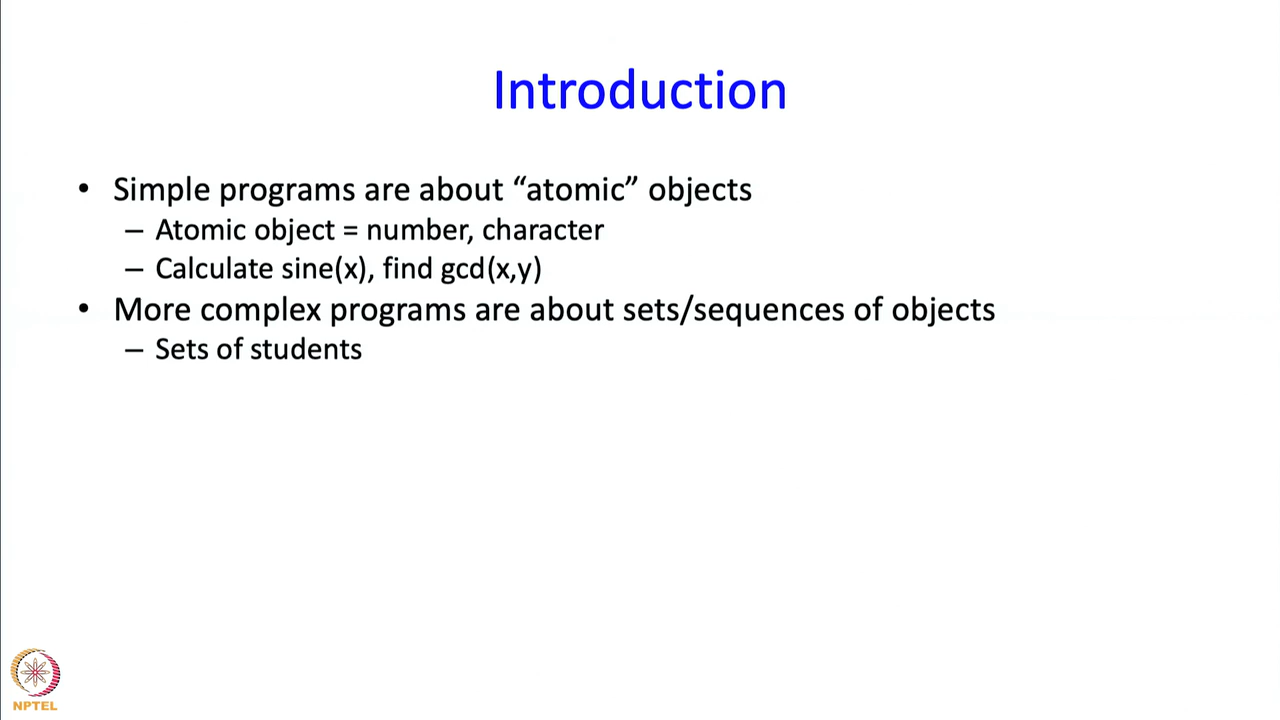 Introduction
• Simple programs are about “atomic” objects
– Atomic object = number, character
– Calculate sine(x), find gcd(x,y)
• More complex programs are about sets/sequences of objects
– Sets of students
NPTEL